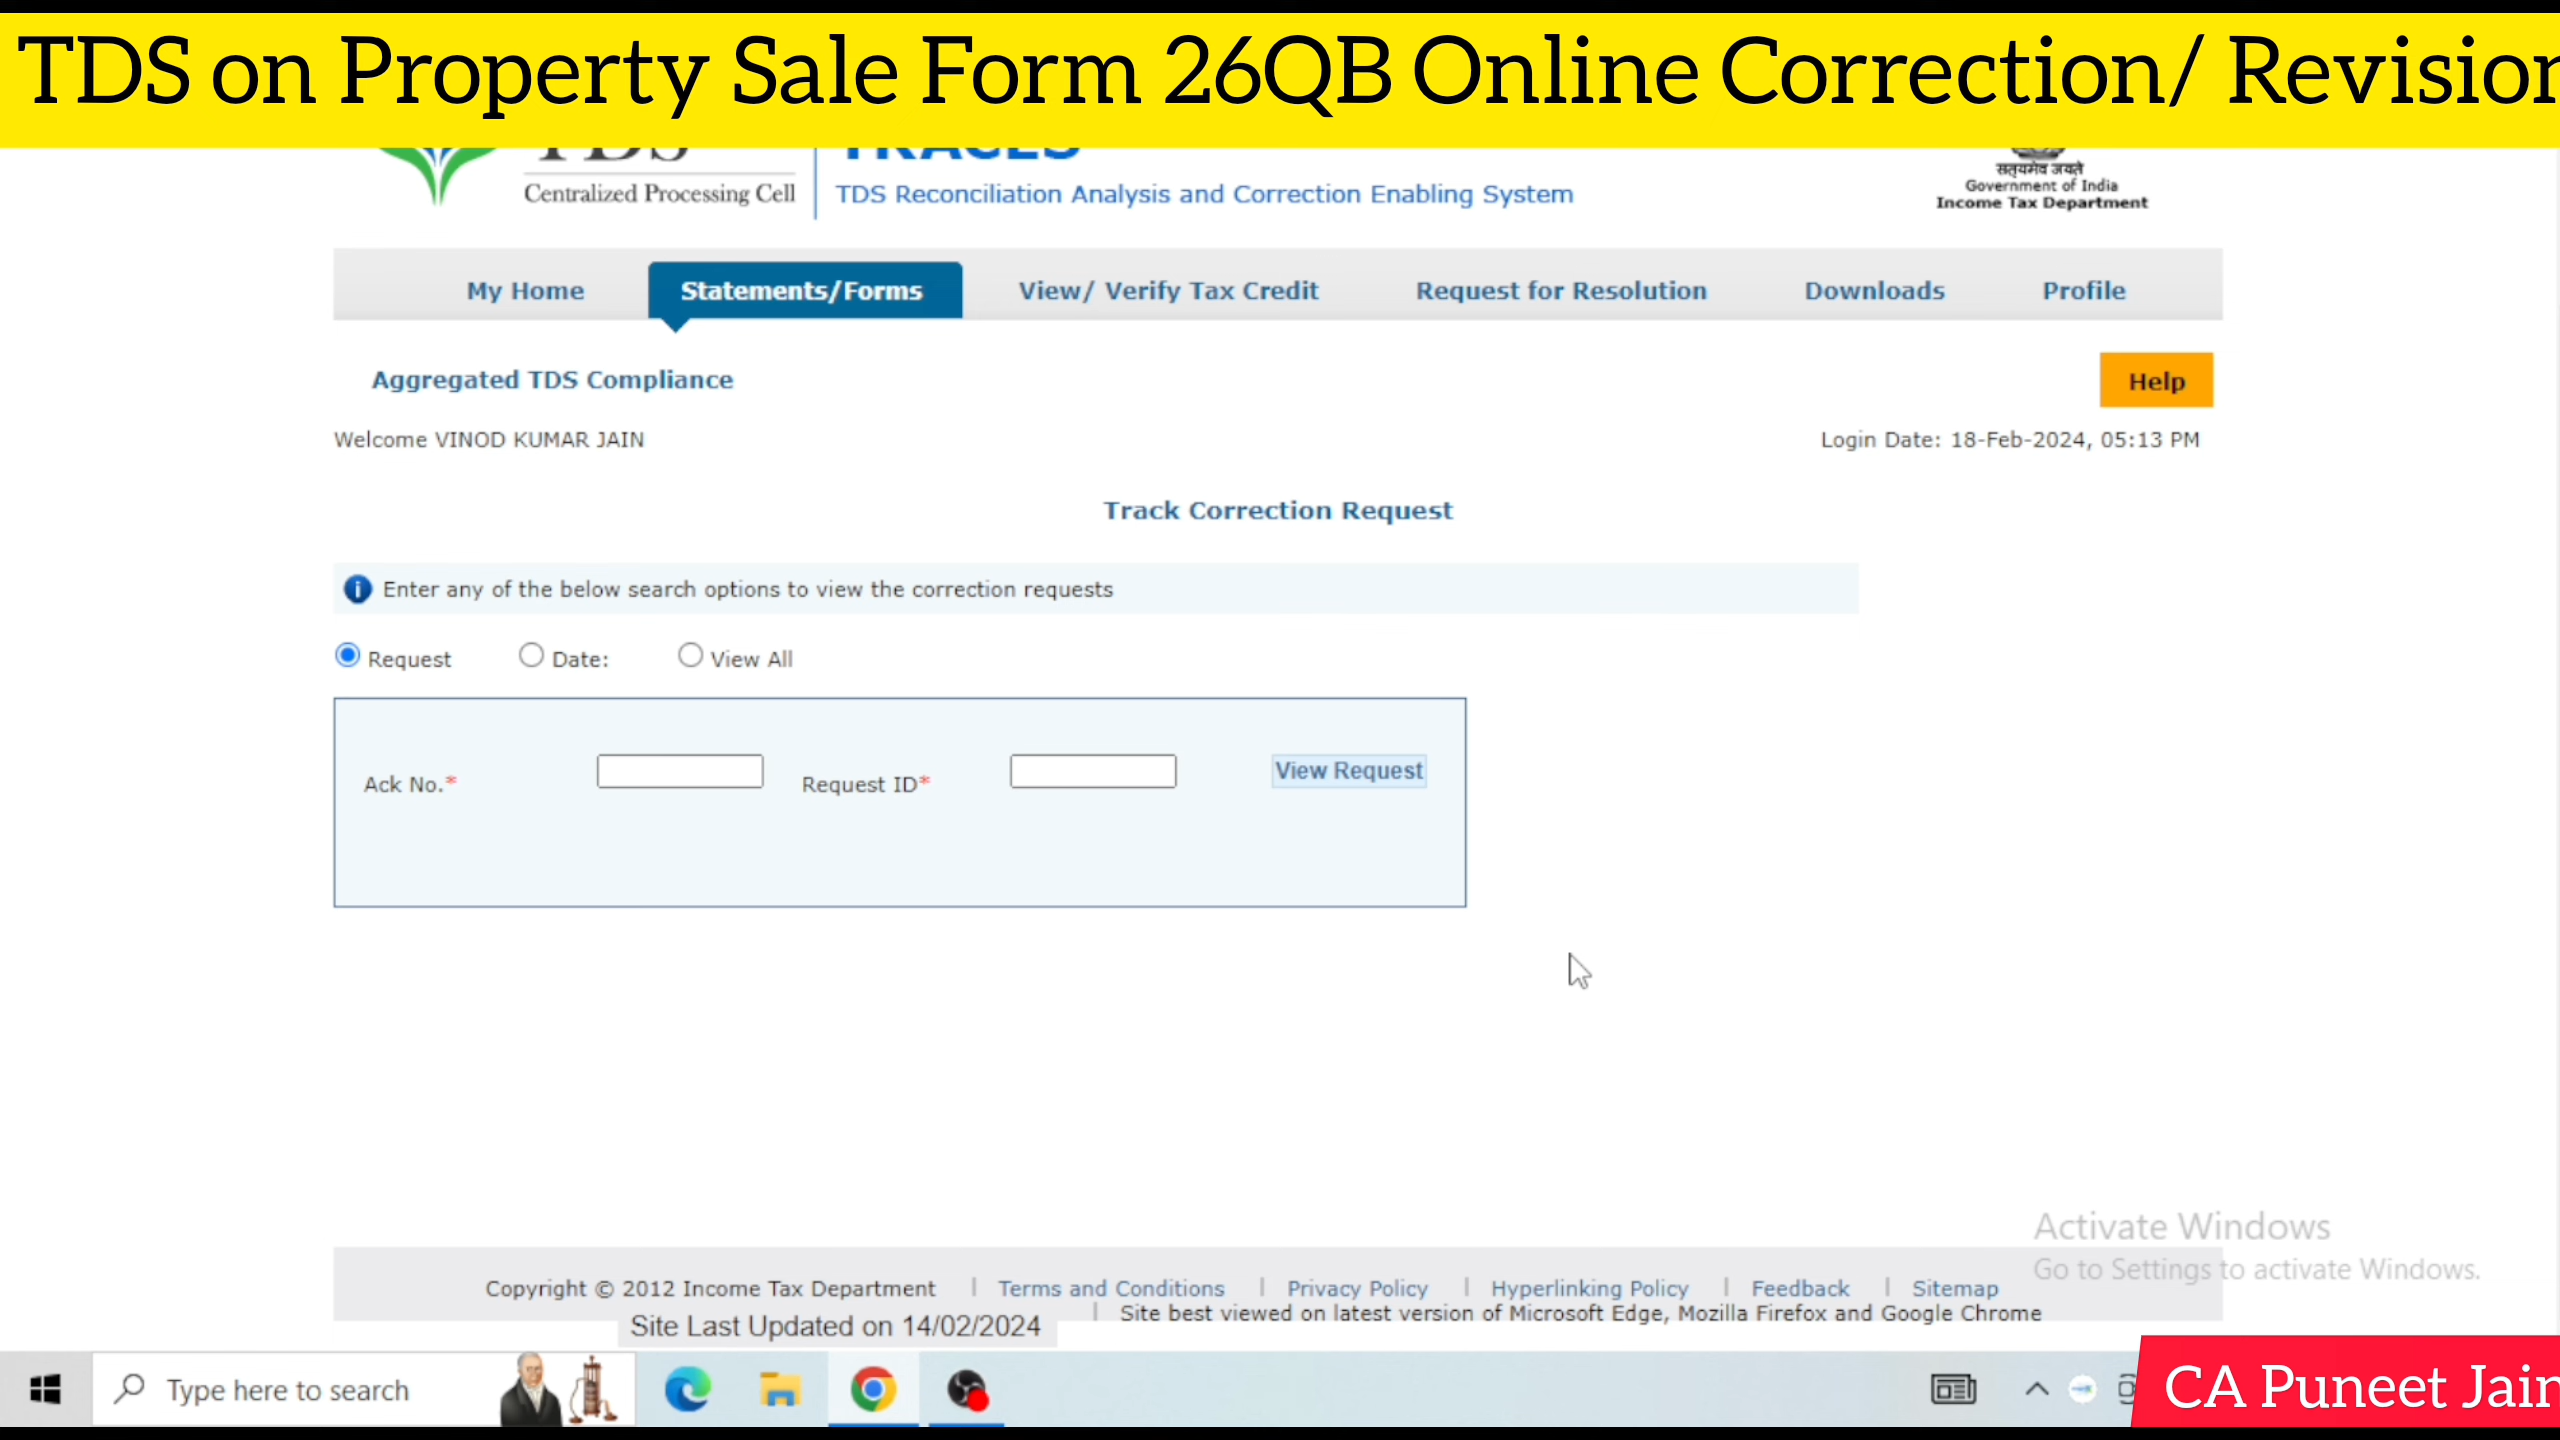 TDS on Property Sale Form 26QB Online Correction/ Revision
TDS
TRACES
Centralized Processing Cell
TDS Reconciliation Analysis and Correction Enabling System
सत्यमेव जयते
Government of India
Income Tax Department
My Home
Statements/Forms
View/ Verify Tax Credit
Request for Resolution
Downloads
Profile
Aggregated TDS Compliance
Help
Welcome VINOD KUMAR JAIN
Login Date: 18-Feb-2024, 05:13 PM
Track Correction Request
i Enter any of the below search options to view the correction requests
Request
Date:
View All
Ack No.*
Request ID*
View Request
Activate Windows
Go to Settings to activate Windows.
Copyright © 2012 Income Tax Department | Terms and Conditions | Privacy Policy | Hyperlinking Policy | Feedback | Sitemap
| Site best viewed on latest version of Microsoft Edge, Mozilla Firefox and Google Chrome
Site Last Updated on 14/02/2024
Type here to search
CA Puneet Jain